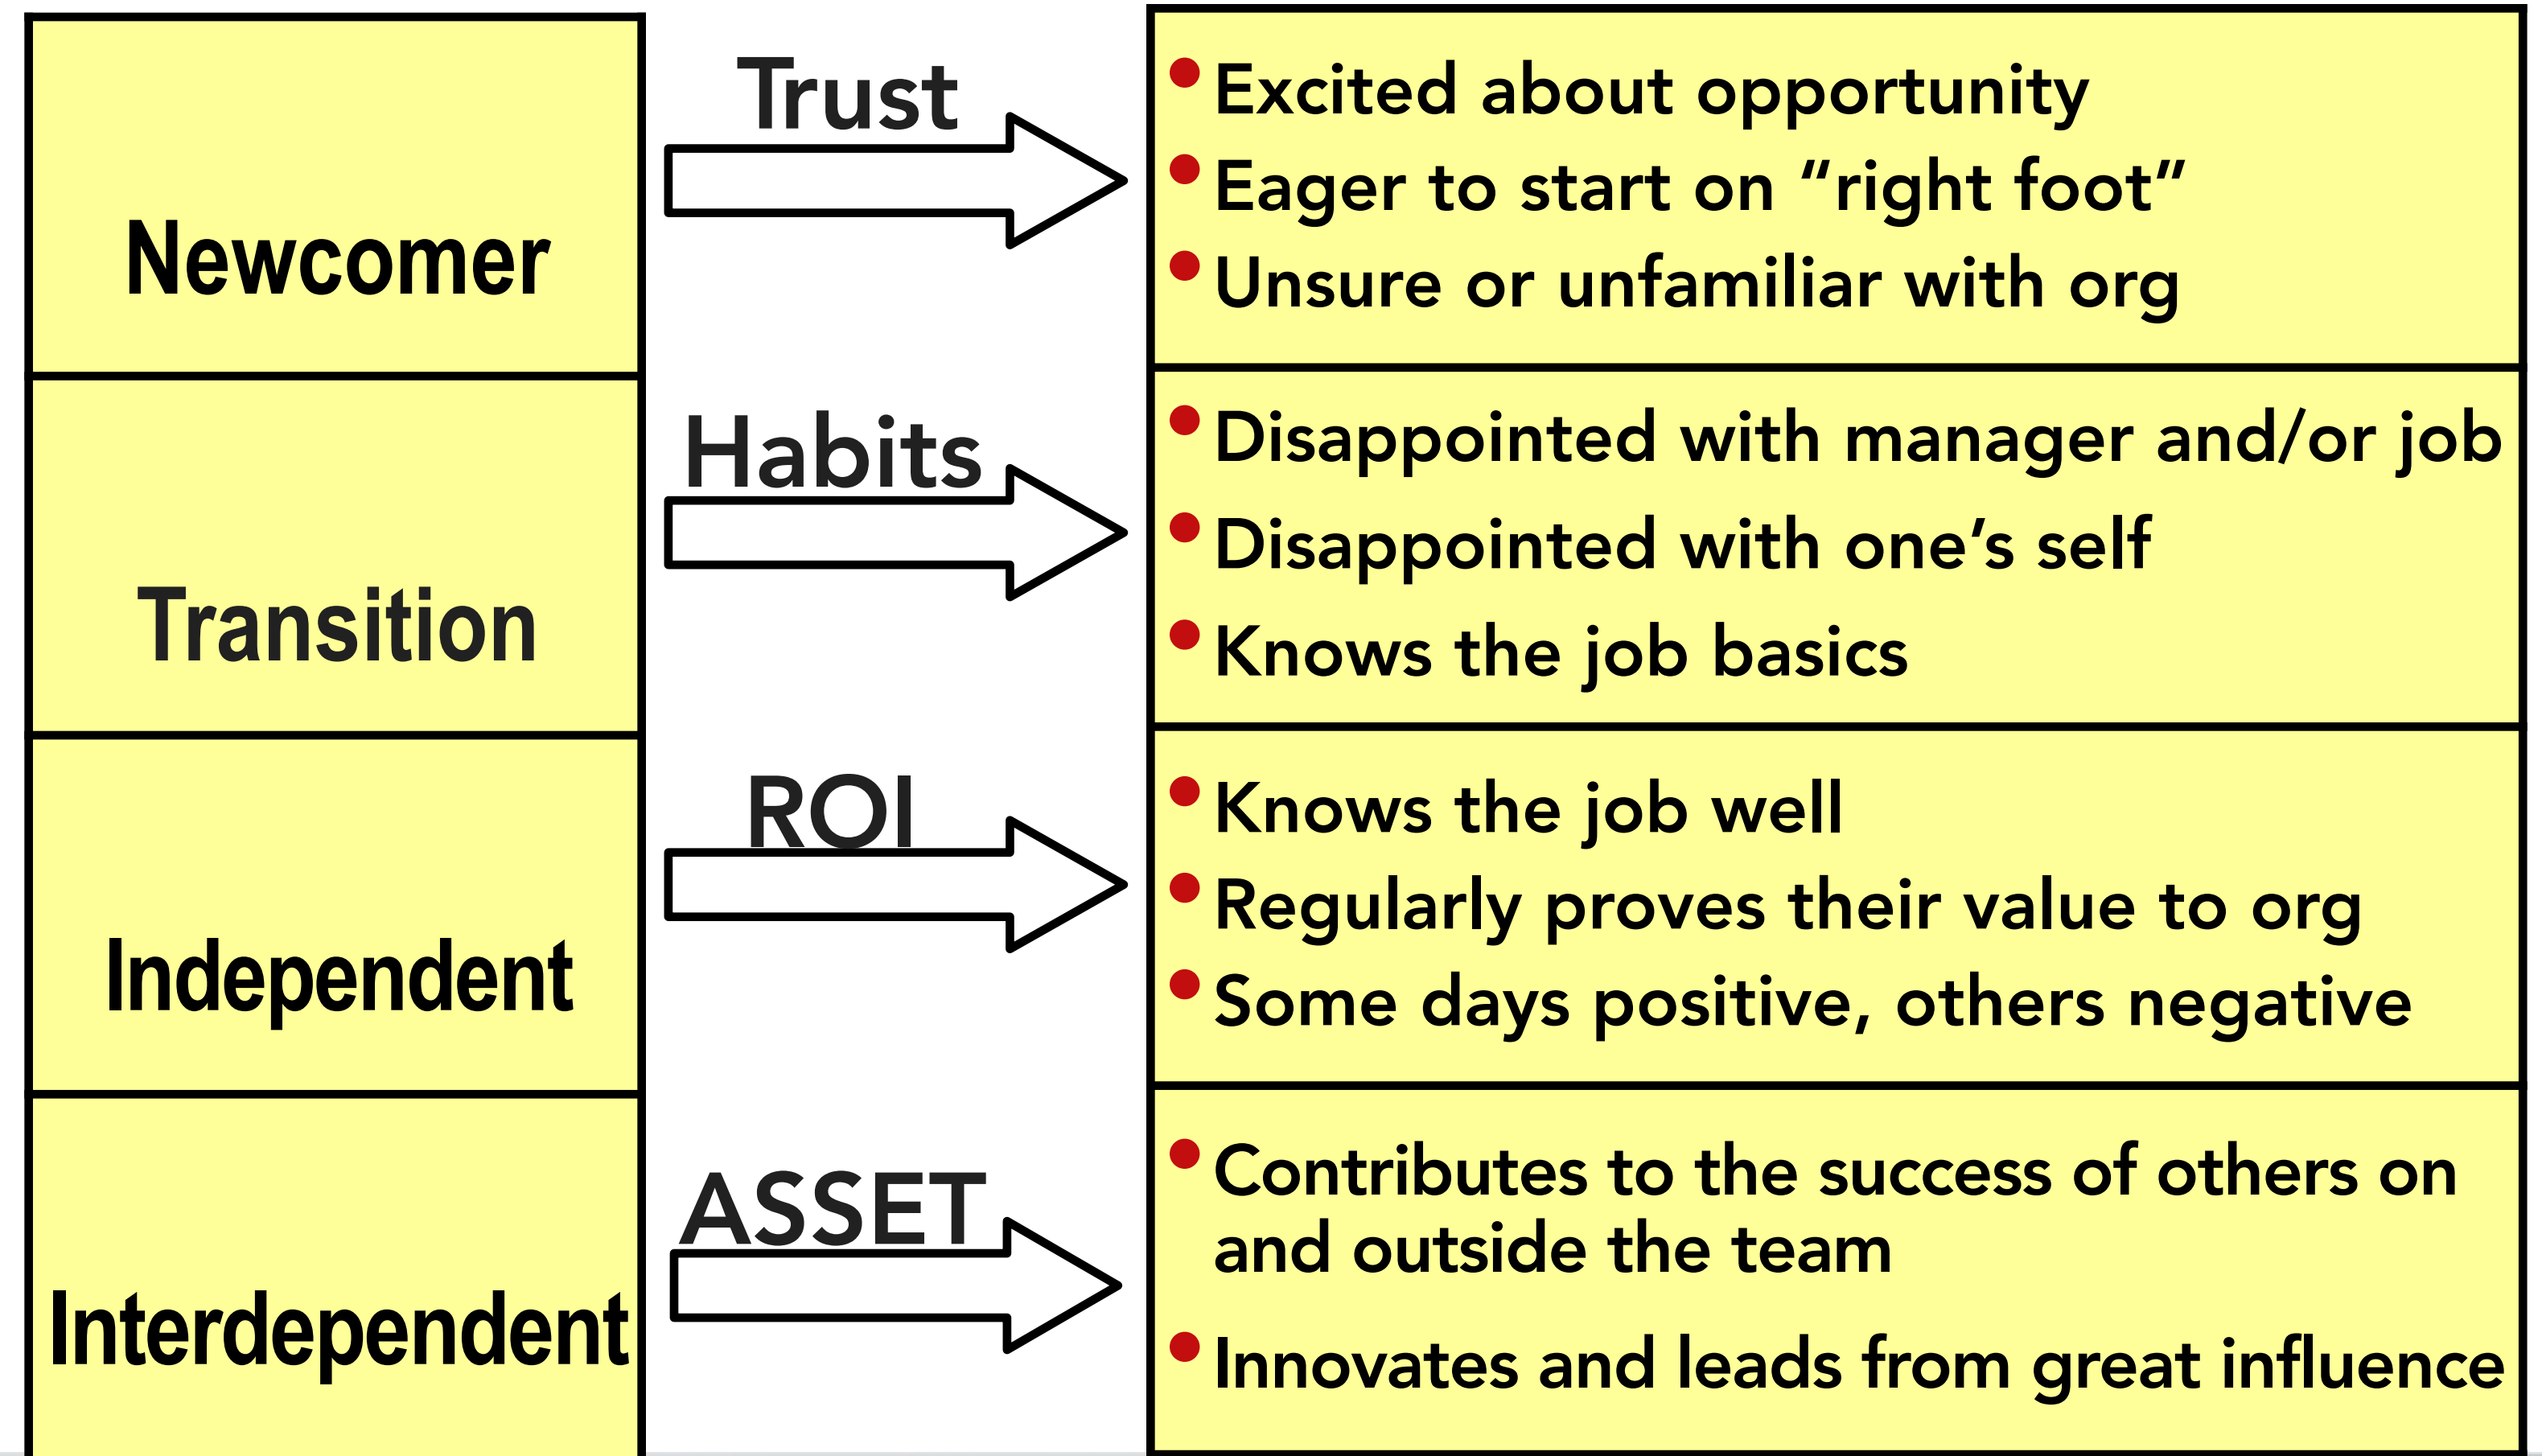 Newcomer
Trust
• Excited about opportunity
• Eager to start on “right foot”
• Unsure or unfamiliar with org
Transition
Habits
• Disappointed with manager and/or job
• Disappointed with one’s self
• Knows the job basics
Independent
ROI
• Knows the job well
• Regularly proves their value to org
• Some days positive, others negative
Interdependent
ASSET
• Contributes to the success of others on
and outside the team
• Innovates and leads from great influence